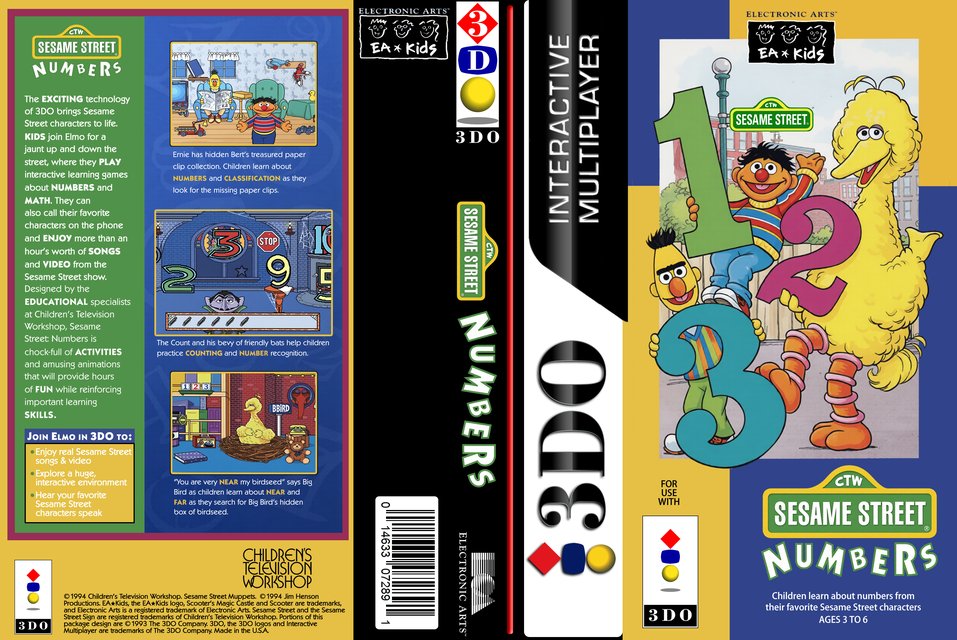 CTW
SESAME STREET
NUMBERS
The EXCITING technology
of 3DO brings Sesame
Street characters to life.
KIDS join Elmo for a
jaunt up and down the
street, where they PLAY
interactive learning games
about NUMBERS and
MATH. They can
also call their favorite
characters on the phone
and ENJOY more than an
hour's worth of SONGS
and VIDEO from the
Sesame Street show.
Designed by the
EDUCATIONAL specialists
at Children's Television
Workshop, Sesame
Street: Numbers is
chock-full of ACTIVITIES
and amusing animations
that will provide hours
of FUN while reinforcing
important learning
SKILLS.
JOIN ELMO IN 3DO TO:
•Enjoy real Sesame Street
songs & video
•Explore a huge,
interactive environment
•Hear your favorite
Sesame Street
characters speak
Ernie has hidden Bert's treasured paper
clip collection. Children learn about
NUMBERS and CLASSIFICATION as they
look for the missing paper clips.
3
STOP
10
2
9
The Count and his bevy of friendly bats help children
practice COUNTING and NUMBER recognition.
1 2 3
BBIRD
"You are very NEAR my birdseed" says Big
Bird as children learn about NEAR and
FAR as they search for Big Bird's hidden
box of birdseed.
CHILDREN'S
TELEVISION
WORKSHOP
3DO
©1994 Children's Television Workshop. Sesame Street Muppets. ©1994 Jim Henson
Productions. EA★Kids, the EA★Kids logo, Scooter's Magic Castle and Scooter are trademarks,
and Electronic Arts is a registered trademark of Electronic Arts. Sesame Street and the Sesame
Street Sign are registered trademarks of Children's Television Workshop. Portions of this
package design are ©1993 The 3DO Company. 3DO, the 3DO logos and Interactive
Multiplayer are trademarks of The 3DO Company. Made in the U.S.A.
ELECTRONIC ARTS™
EA★Kids
0 14633 07289 1
3
D
3DO
CTW
SESAME STREET
NUMBERS
ELECTRONIC ARTS®
INTERACTIVE
MULTIPLAYER
3DO
ELECTRONIC ARTS™
EA★Kids
CTW
SESAME STREET
1
2
3
FOR
USE
WITH
3DO
CTW
SESAME STREET®
NUMBERS
Children learn about numbers from
their favorite Sesame Street characters
AGES 3 TO 6